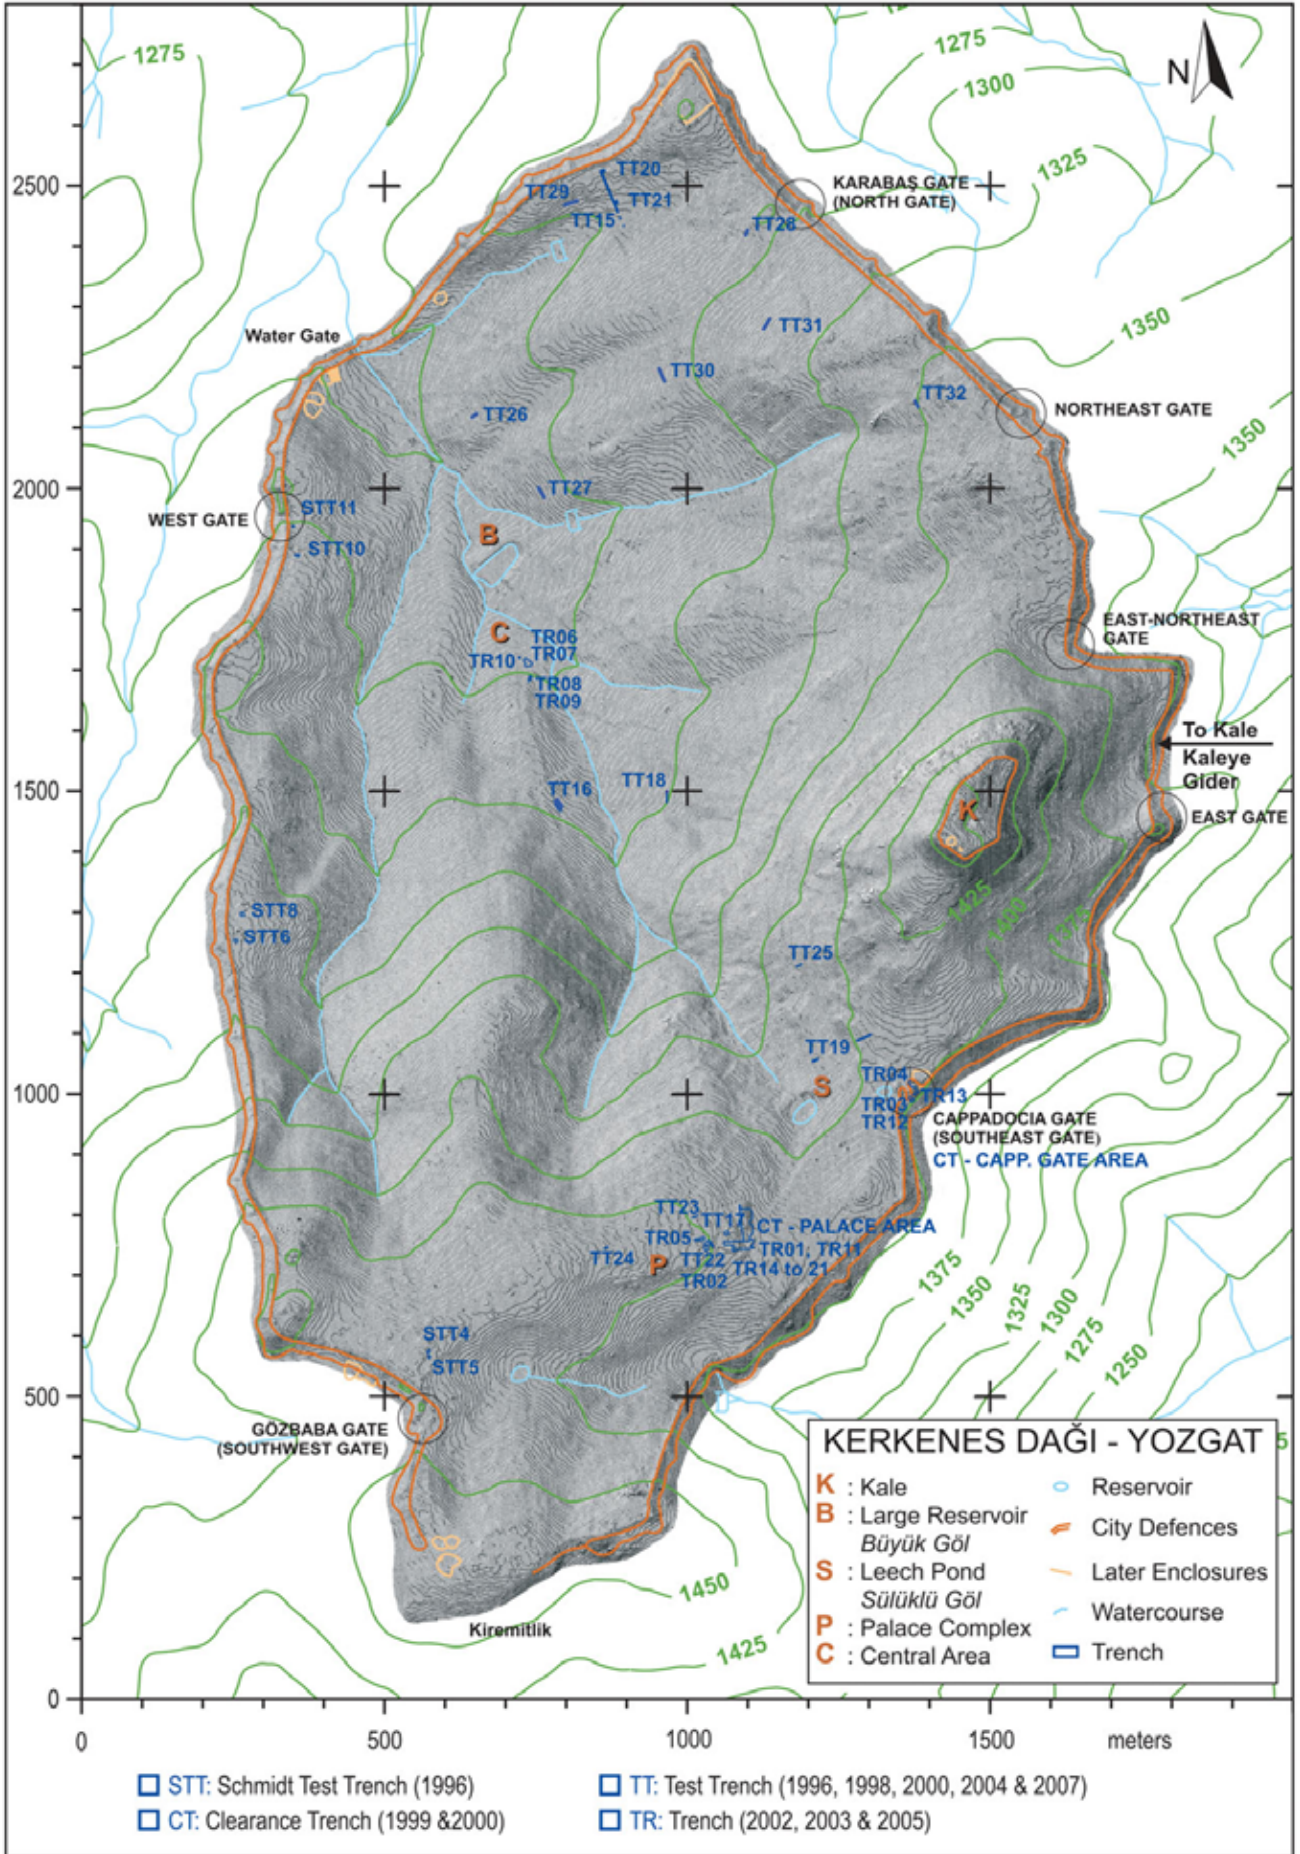 1275
1275
1300
N
1325
2500
KARABAŞ GATE
(NORTH GATE)
TT20
TT29
TT21
TT15
TT28
1350
TT31
Water Gate
TT30
TT32
TT26
NORTHEAST GATE
1350
2000
TT27
WEST GATE
STT11
STT10
B
C
TR06
TR07
TR10
TR08
TR09
EAST-NORTHEAST
GATE
To Kale
Kaleye
Gider
1500
TT18
TT16
K
EAST GATE
1425
1400
1375
STT8
STT6
TT25
TT19
1000
S
TR04
TR03
TR12
TR13
CAPPADOCIA GATE
(SOUTHEAST GATE)
CT - CAPP. GATE AREA
TT23
TT17
CT - PALACE AREA
TR05
TR01, TR11
TT24
P
TT22
TR14 to 21
TR02
1375
1350
1325
1300
1275
1250
STT4
STT5
500
GÖZBABA GATE
(SOUTHWEST GATE)
1450
1425
Kiremitlik
KERKENES DAĞI - YOZGAT
K : Kale
B : Large Reservoir
Büyük Göl
S : Leech Pond
Sülüklü Göl
P : Palace Complex
C : Central Area
Reservoir
City Defences
Later Enclosures
Watercourse
Trench
0
0 500 1000 1500 meters
STT: Schmidt Test Trench (1996)
TT: Test Trench (1996, 1998, 2000, 2004 & 2007)
CT: Clearance Trench (1999 &2000)
TR: Trench (2002, 2003 & 2005)